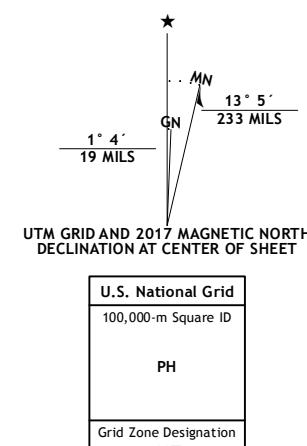 ★
MN
GN
13° 5´
233 MILS
1° 4´
19 MILS
UTM GRID AND 2017 MAGNETIC NORTH
DECLINATION AT CENTER OF SHEET
U.S. National Grid
100,000-m Square ID
PH
Grid Zone Designation